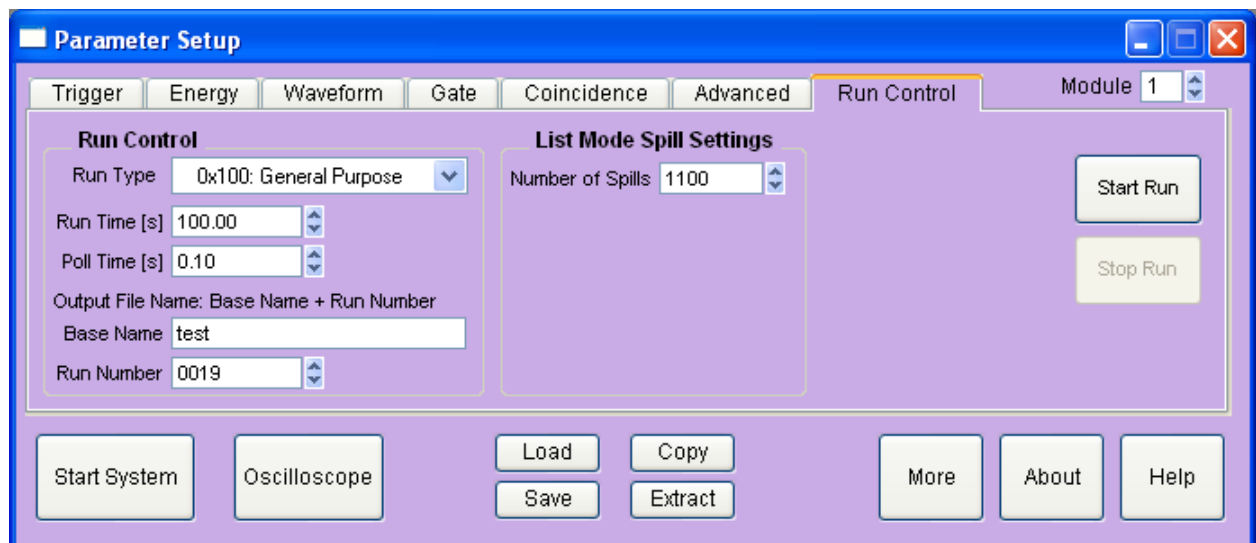 Parameter Setup
Trigger Energy Waveform Gate Coincidence Advanced Run Control Module 1
Run Control
Run Type 0x100: General Purpose
Run Time [s] 100.00
Poll Time [s] 0.10
Output File Name: Base Name + Run Number
Base Name test
Run Number 0019
List Mode Spill Settings
Number of Spills 1100
Start Run
Stop Run
Start System Oscilloscope Load Copy More About Help
Save Extract